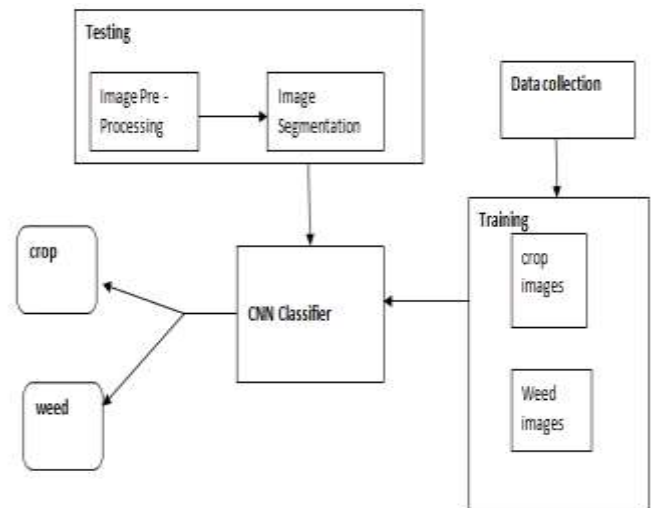 Testing
Image Pre -
Processing
Image
Segmentation
Data collection
Training
crop
images
Weed
images
CNN Classifier
crop
weed